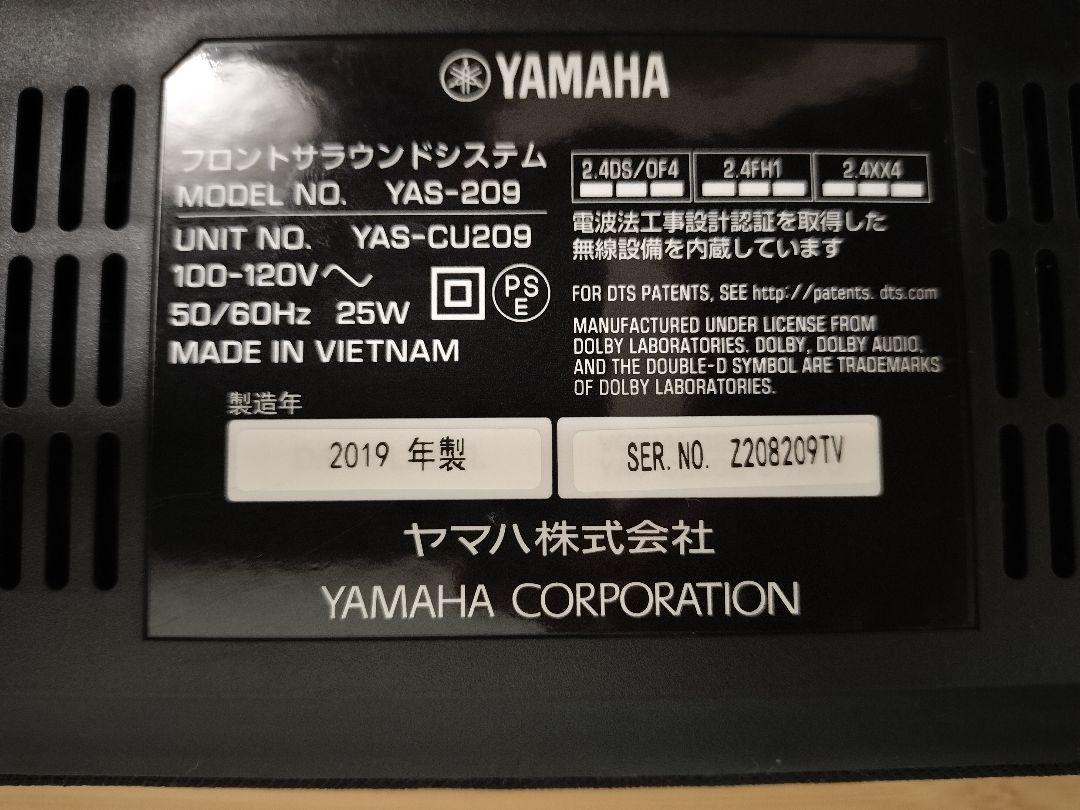 YAMAHA
フロントサラウンドシステム
MODEL NO. YAS-209
UNIT NO. YAS-CU209
100-120V～
50/60Hz 25W
PS
E
MADE IN VIETNAM
2.4DS/OF4 2.4FH1 2.4XX4
電波法工事設計認証を取得した
無線設備を内蔵しています
FOR DTS PATENTS, SEE http://patents.dts.com
MANUFACTURED UNDER LICENSE FROM
DOLBY LABORATORIES. DOLBY, DOLBY AUDIO,
AND THE DOUBLE-D SYMBOL ARE TRADEMARKS
OF DOLBY LABORATORIES.
製造年
2019 年製
SER. NO. Z208209TV
ヤマハ株式会社
YAMAHA CORPORATION